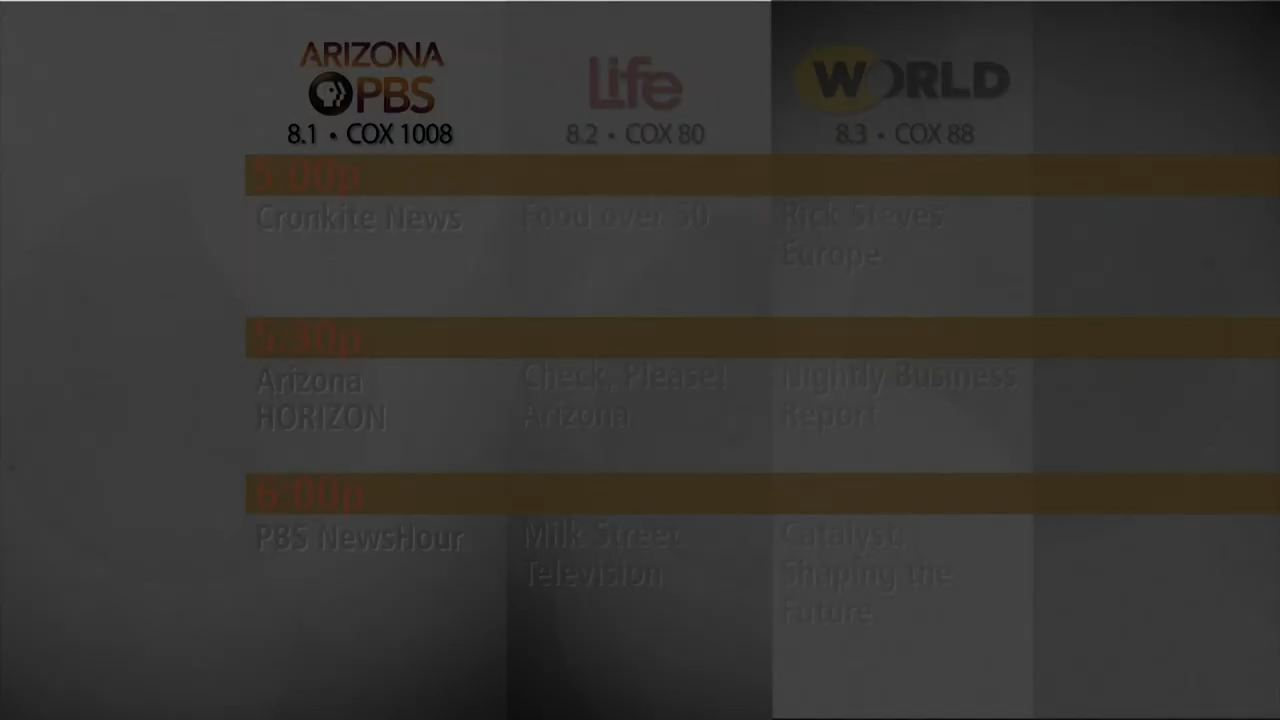 ARIZONA
PBS
8.1 • COX 1008
Life
8.2 • COX 80
WORLD
8.3 • COX 88
5:00p
Cronkite News
Food over 50
Rick Steves
Europe
5:30p
Arizona
HORIZON
Check, Please!
Arizona
Nightly Business
Report
6:00p
PBS NewsHour
Milk Street
Television
Catalyst:
Shaping the
Future